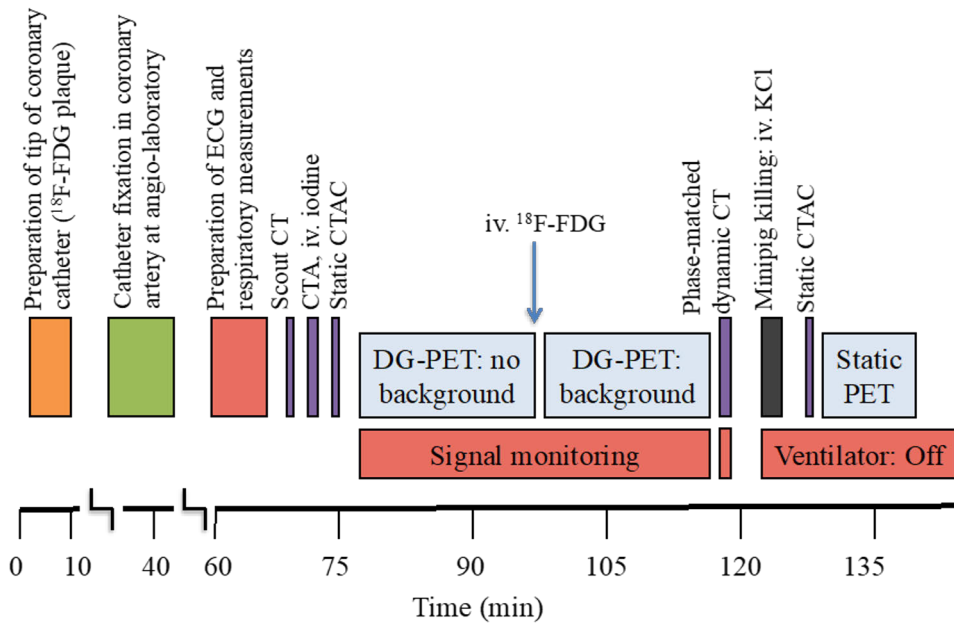 Preparation of tip of coronary
catheter (¹⁸F-FDG plaque)
Catheter fixation in coronary
artery at angio-laboratory
Preparation of ECG and
respiratory measurements
Scout CT
CTA, iv. iodine
Static CTAC
iv. ¹⁸F-FDG
Phase-matched
dynamic CT
Minipig killing: iv. KCl
Static CTAC
DG-PET: no
background
DG-PET:
background
Static
PET
Signal monitoring
Ventilator: Off
0 10 40 60 75 90 105 120 135
Time (min)